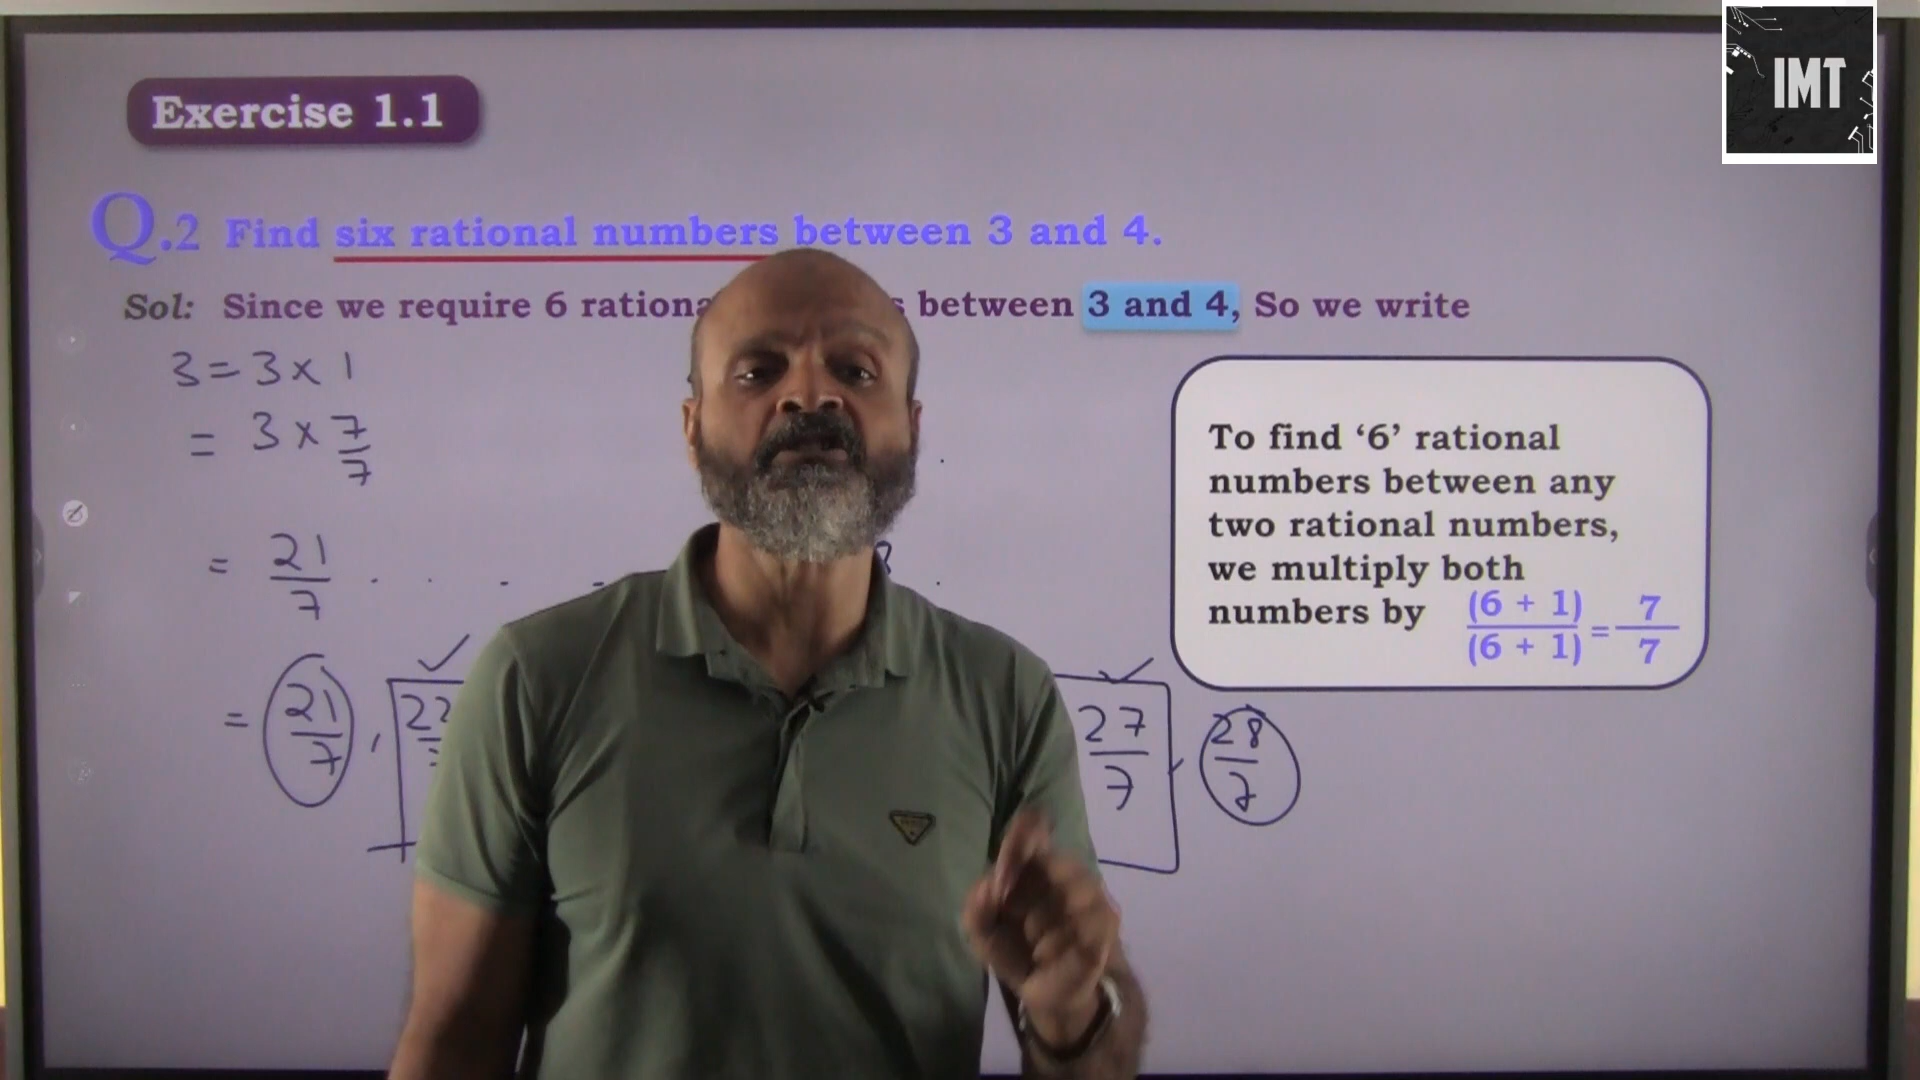 IMT
Exercise 1.1
Q.2 Find six rational numbers between 3 and 4.
Sol: Since we require 6 between 3 and 4, So we write
3 = 3 × 1
= 3 × 7/7
= 21/7 . . . .
= 21/7 , 22 27/7 , 28/7
To find ‘6’ rational
numbers between any
two rational numbers,
we multiply both
numbers by (6 + 1)/(6 + 1) = 7/7